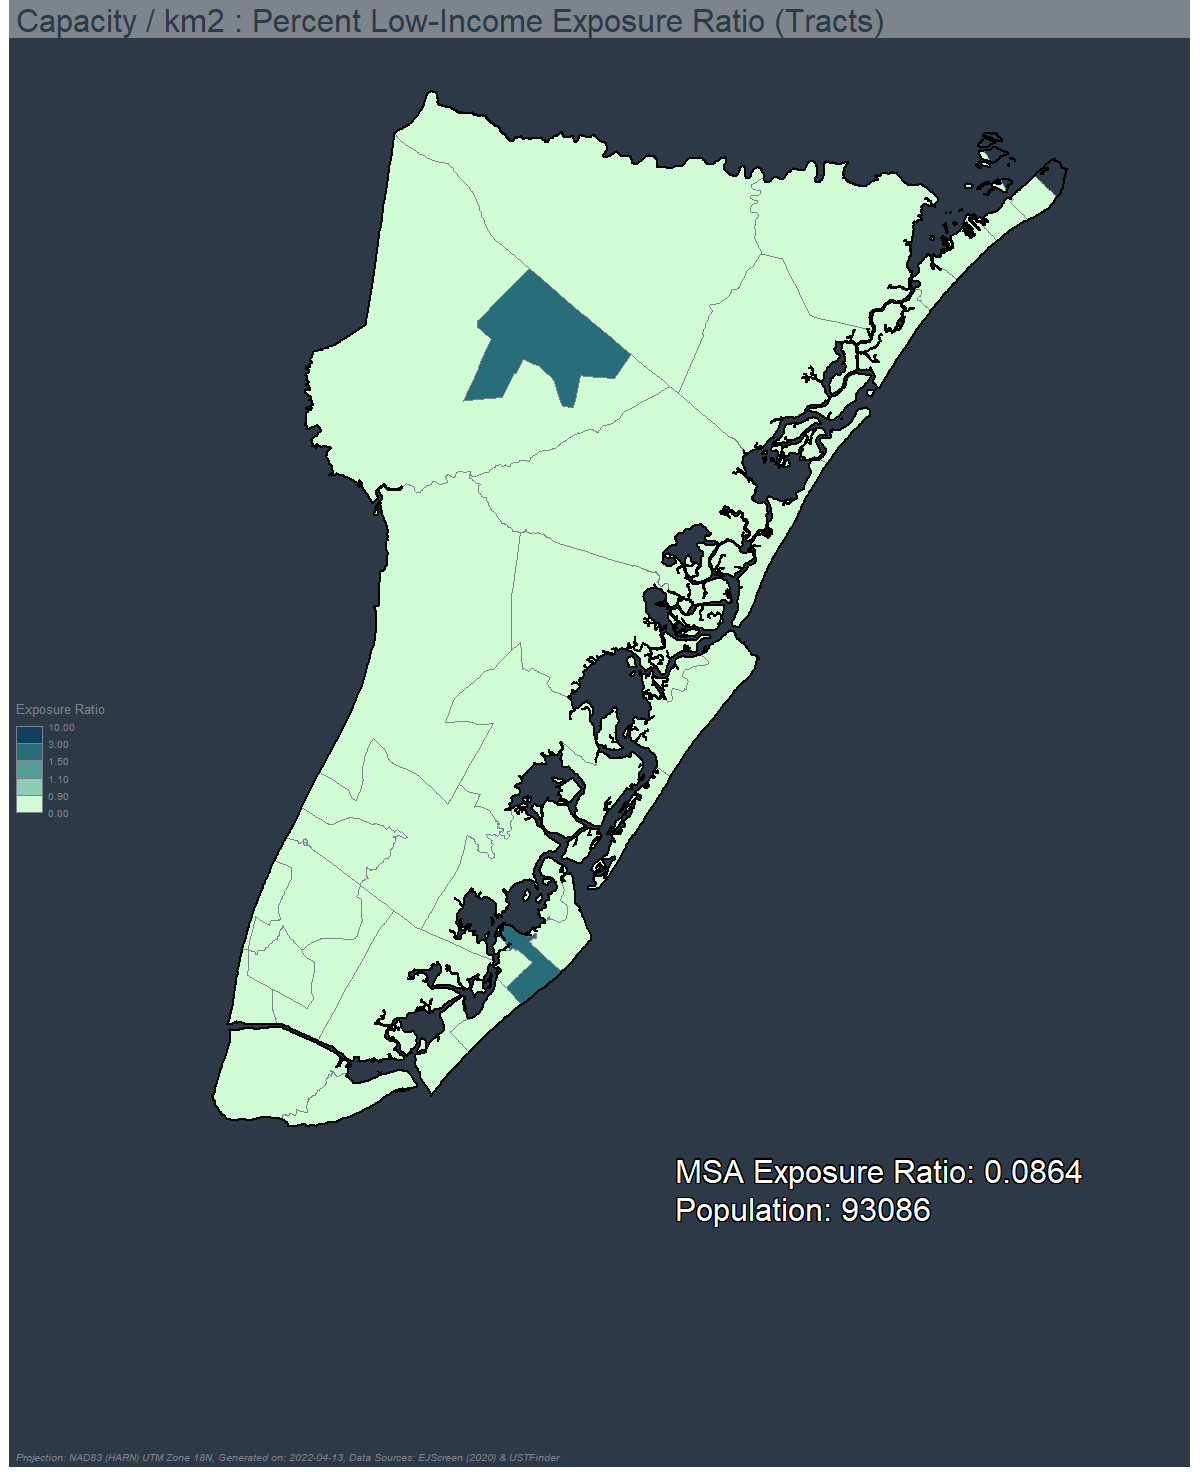 Capacity / km2 : Percent Low-Income Exposure Ratio (Tracts)
Exposure Ratio
10.00
3.00
1.50
1.10
0.90
0.00
MSA Exposure Ratio: 0.0864
Population: 93086
Projection: NAD83 (HARN) UTM Zone 18N, Generated on: 2022-04-13, Data Sources: EJScreen (2020) & USTFinder